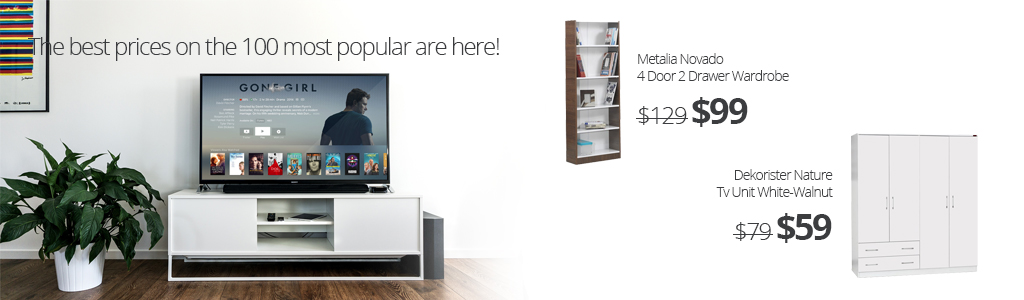 The best prices on the 100 most popular are here!
GONE GIRL
Metalia Novado
4 Door 2 Drawer Wardrobe
$129 $99
Dekorister Nature
Tv Unit White-Walnut
$79 $59